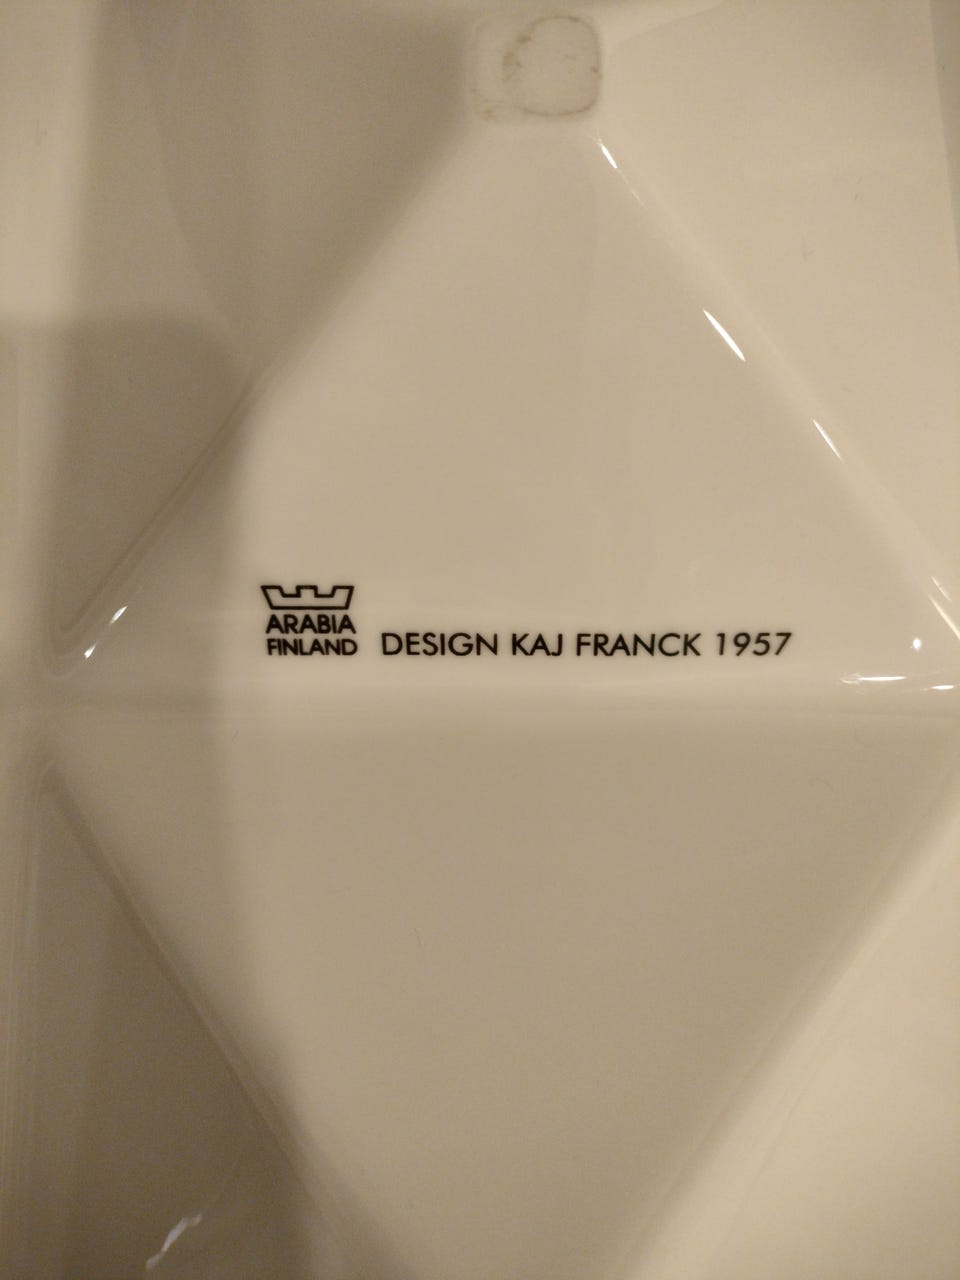 ARABIA
FINLAND
DESIGN KAJ FRANCK 1957